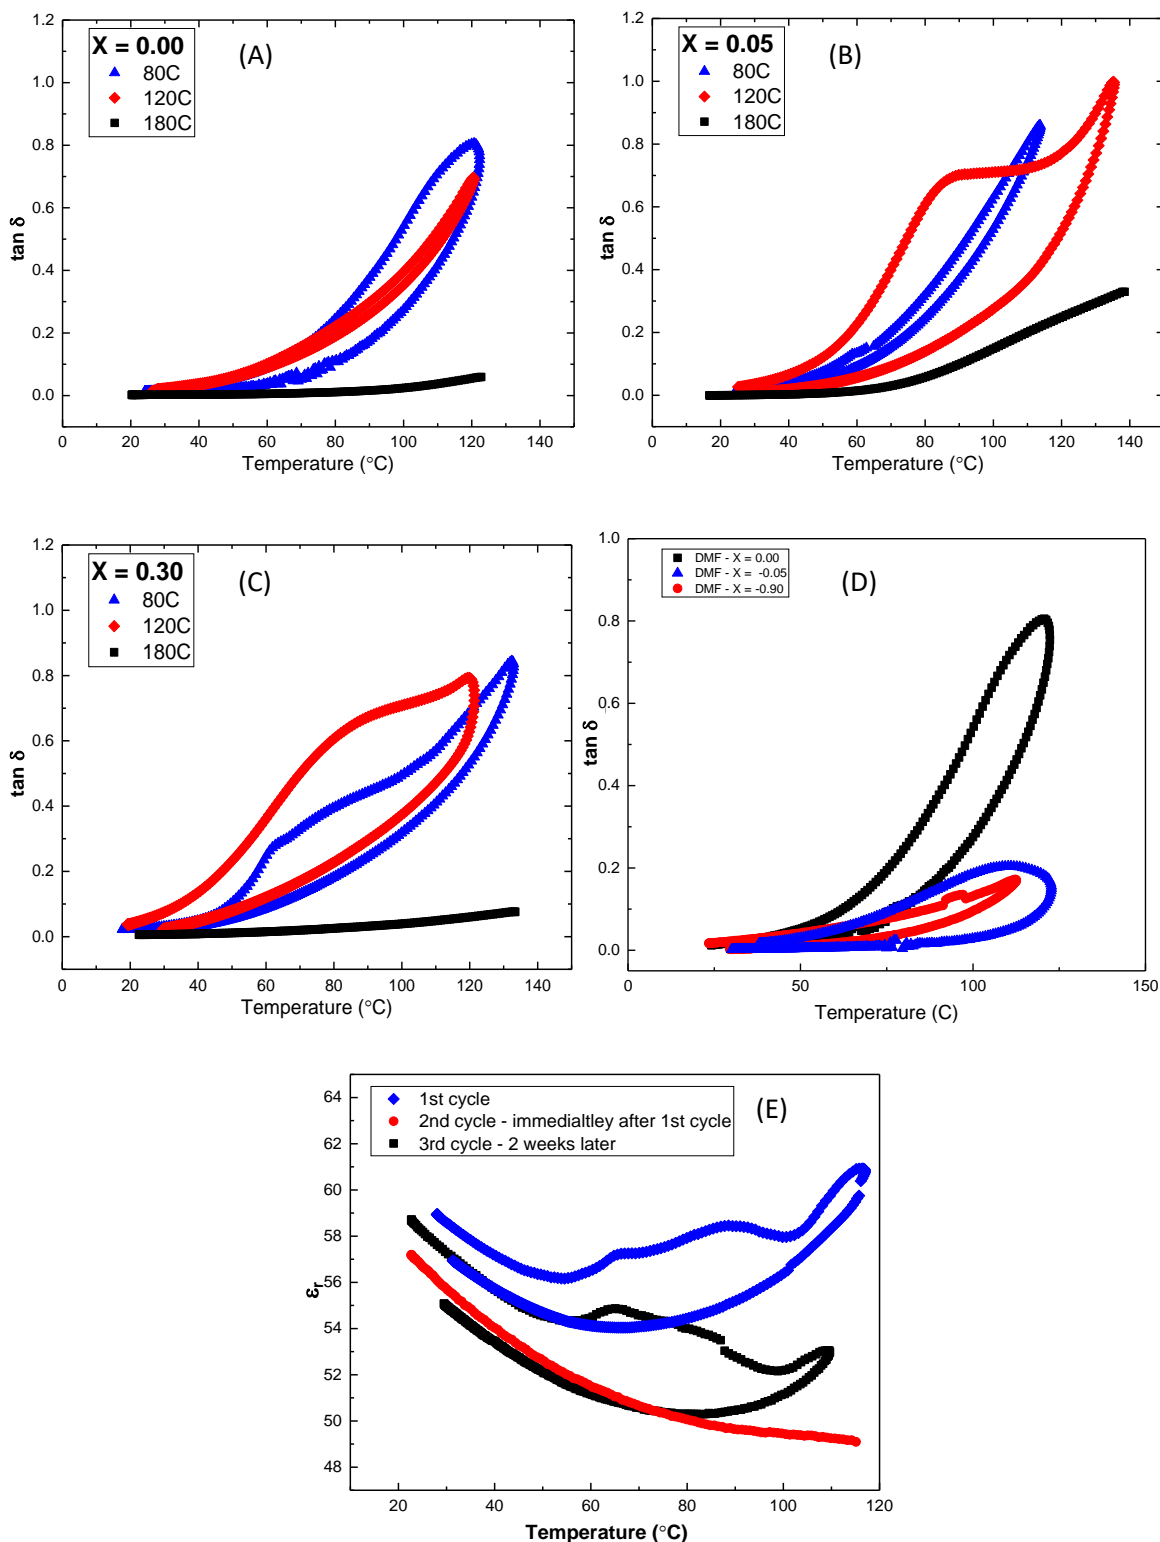 X = 0.00
80C
120C
180C
(A)
1.2
1.0
0.8
0.6
0.4
0.2
0.0
tan δ
0 20 40 60 80 100 120 140
Temperature (°C)
X = 0.05
80C
120C
180C
(B)
1.2
1.0
0.8
0.6
0.4
0.2
0.0
tan δ
0 20 40 60 80 100 120 140 150
Temperature (°C)
X = 0.30
80C
120C
180C
(C)
1.2
1.0
0.8
0.6
0.4
0.2
0.0
tan δ
0 20 40 60 80 100 120 140
Temperature (°C)
DMF - X = 0.00
DMF - X = -0.05
DMF - X = -0.90
(D)
1.0
0.8
0.6
0.4
0.2
0.0
tan δ
0 50 100 150
Temperature (C)
1st cycle
2nd cycle - immedialtley after 1st cycle
3rd cycle - 2 weeks later
(E)
64
62
60
58
56
54
52
50
48
εr
20 40 60 80 100 120
Temperature (°C)